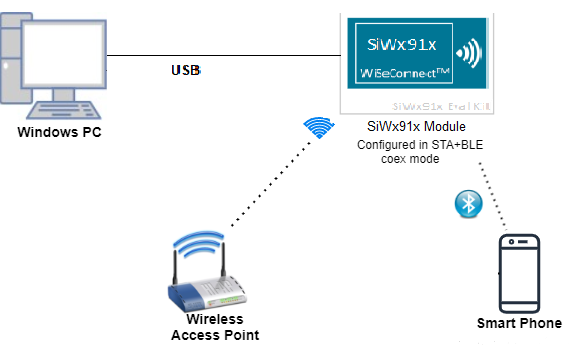 SiWx91x
WiSeConnect™
SiWx91x Eval Kit
USB
Windows PC
SiWx91x Module
Configured in STA+BLE
coex mode
Wireless
Access Point
Smart Phone